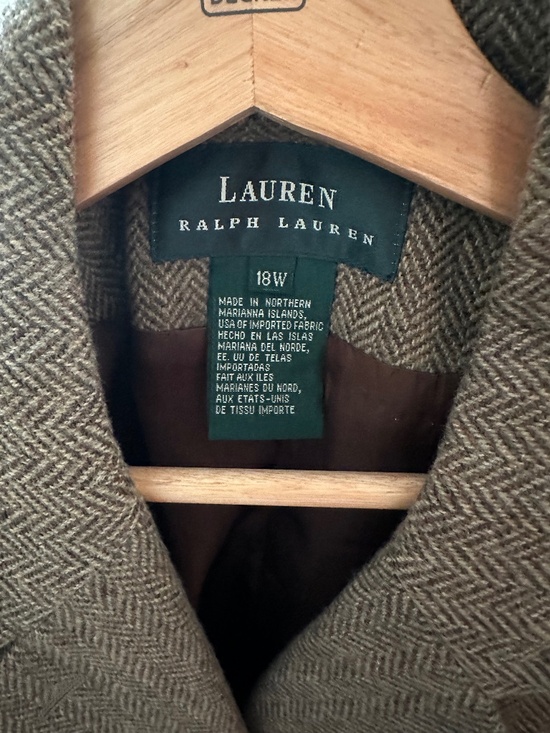 LAUREN
RALPH LAUREN
18W
MADE IN NORTHERN
MARIANNA ISLANDS,
USA OF IMPORTED FABRIC
HECHO EN LAS ISLAS
MARIANA DEL NORDE,
EE. UU DE TELAS
IMPORTADAS
FAIT AUX ILES
MARIANES DU NORD,
AUX ETATS-UNIS
DE TISSU IMPORTE